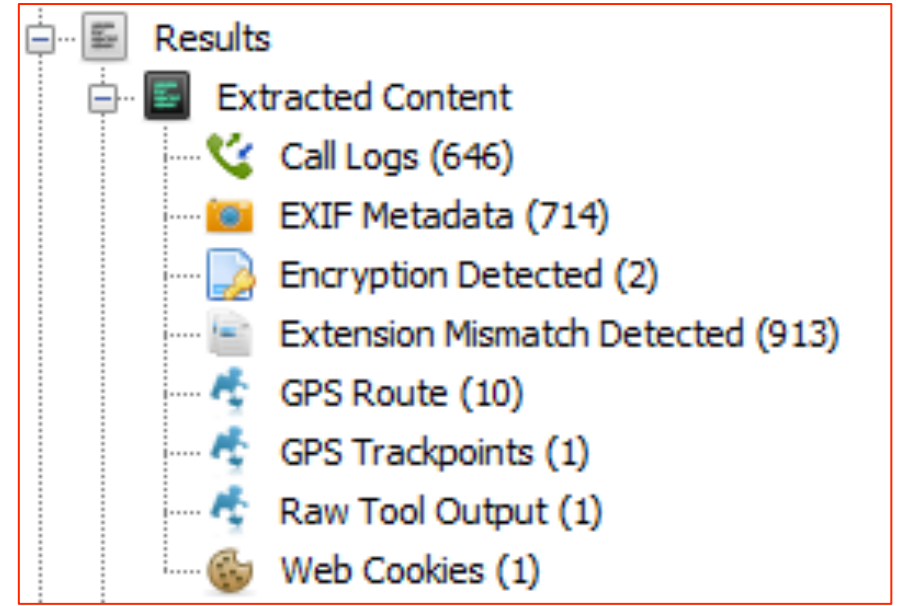 Results
Extracted Content
Call Logs (646)
EXIF Metadata (714)
Encryption Detected (2)
Extension Mismatch Detected (913)
GPS Route (10)
GPS Trackpoints (1)
Raw Tool Output (1)
Web Cookies (1)